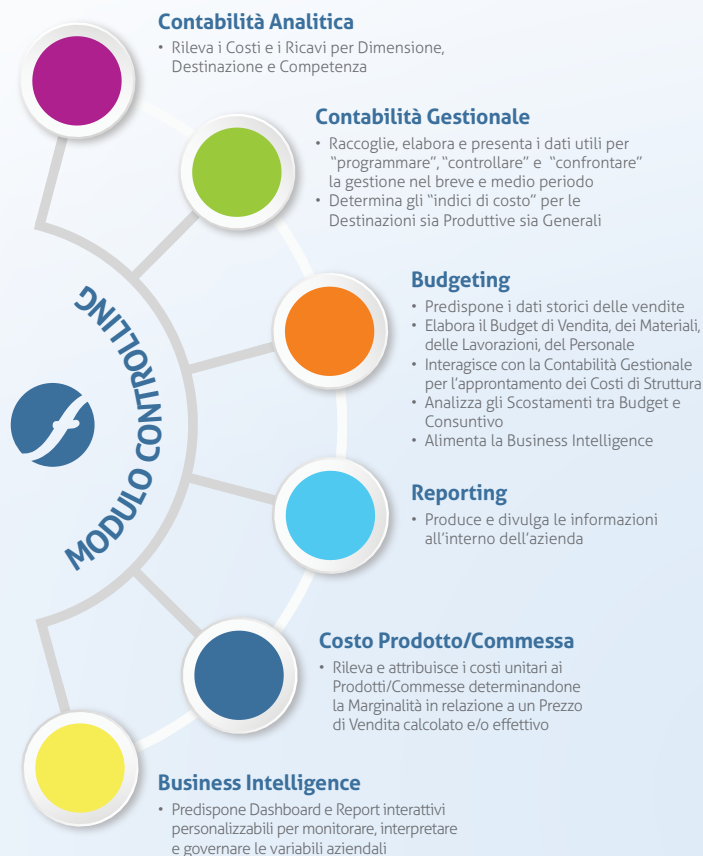 Contabilità Analitica
• Rileva i Costi e i Ricavi per Dimensione,
Destinazione e Competenza
Contabilità Gestionale
• Raccoglie, elabora e presenta i dati utili per
“programmare”, “controllare” e “confrontare”
la gestione nel breve e medio periodo
• Determina gli “indici di costo” per le
Destinazioni sia Produttive sia Generali
Budgeting
• Predispone i dati storici delle vendite
• Elabora il Budget di Vendita, dei Materiali,
delle Lavorazioni, del Personale
• Interagisce con la Contabilità Gestionale
per l’approntamento dei Costi di Struttura
• Analizza gli Scostamenti tra Budget e
Consuntivo
• Alimenta la Business Intelligence
MODULO CONTROLLING
Reporting
• Produce e divulga le informazioni
all’interno dell’azienda
Costo Prodotto/Commessa
• Rileva e attribuisce i costi unitari ai
Prodotti/Commesse determinandone
la Marginalità in relazione a un Prezzo
di Vendita calcolato e/o effettivo
Business Intelligence
• Predispone Dashboard e Report interattivi
personalizzabili per monitorare, interpretare
e governare le variabili aziendali